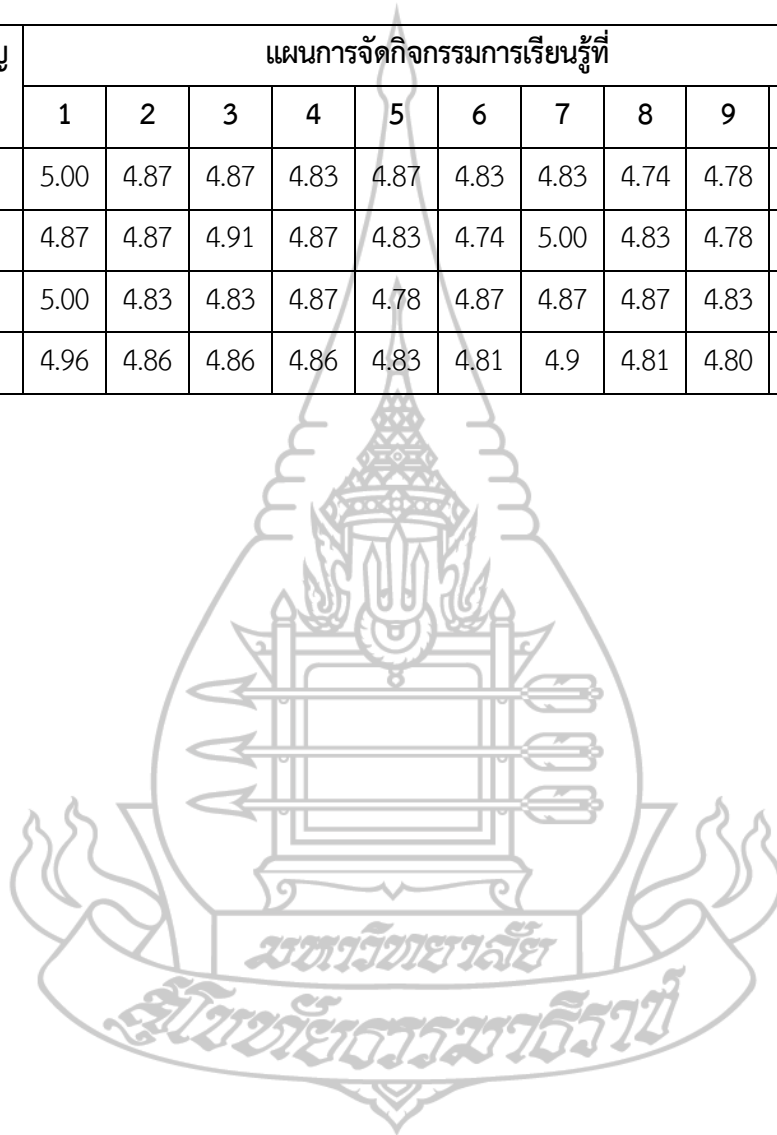 แผนการจัดกิจกรรมการเรียนรู้ที่
1 2 3 4 5 6 7 8 9
5.00 4.87 4.87 4.83 4.87 4.83 4.83 4.74 4.78
4.87 4.87 4.91 4.87 4.83 4.74 5.00 4.83 4.78
5.00 4.83 4.83 4.87 4.78 4.87 4.87 4.87 4.83
4.96 4.86 4.86 4.86 4.83 4.81 4.9 4.81 4.80
มหาวิทยาลัย
สุโขทัยธรรมาธิราช